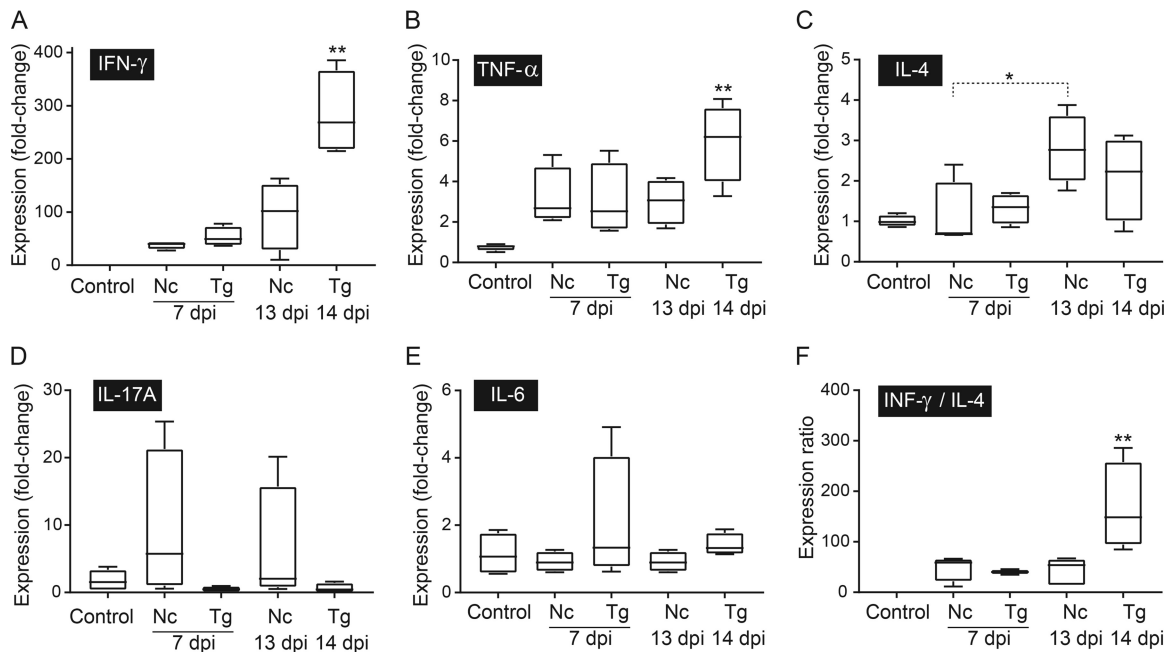 A
IFN-γ
Expression (fold-change)
400
300
200
100
0
Control Nc Tg Nc Tg
7 dpi 13 dpi 14 dpi
**
B
TNF-α
Expression (fold-change)
10
8
6
4
2
0
Control Nc Tg Nc Tg
7 dpi 13 dpi 14 dpi
**
C
IL-4
Expression (fold-change)
5
4
3
2
1
0
Control Nc Tg Nc Tg
7 dpi 13 dpi 14 dpi
*
D
IL-17A
Expression (fold-change)
30
20
10
0
Control Nc Tg Nc Tg
7 dpi 13 dpi 14 dpi
E
IL-6
Expression (fold-change)
6
4
2
0
Control Nc Tg Nc Tg
7 dpi 13 dpi 14 dpi
F
INF-γ / IL-4
Expression ratio
400
300
200
100
0
Control Nc Tg Nc Tg
7 dpi 13 dpi 14 dpi
**